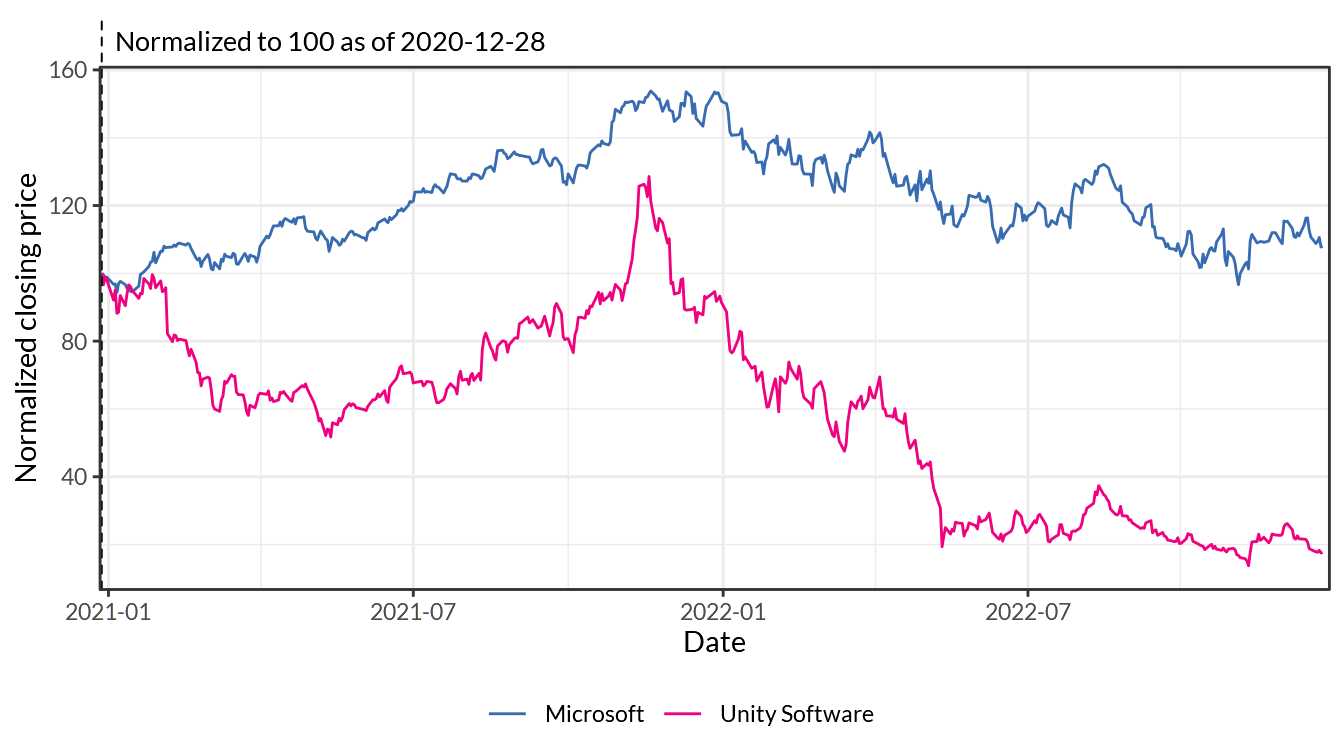 Normalized to 100 as of 2020-12-28
Normalized closing price
160
120
80
40
2021-01
2021-07
2022-01
2022-07
Date
Microsoft
Unity Software